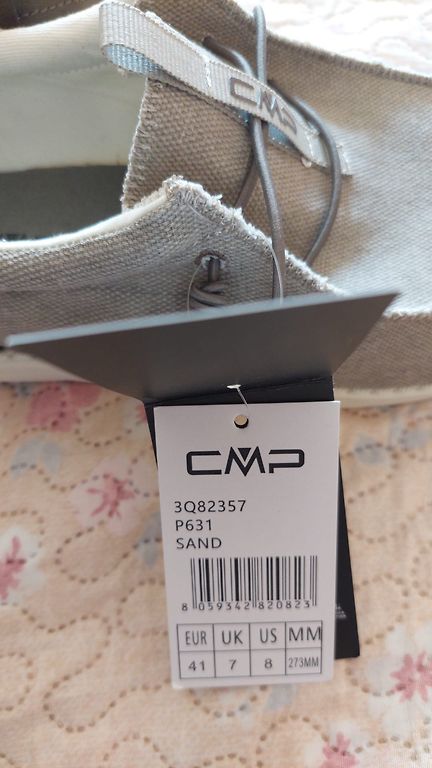 CMP
CMP
3Q82357
P631
SAND
8 059342 820823
EUR UK US MM
41 7 8 273MM